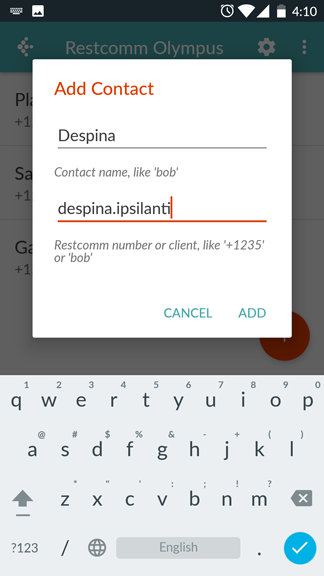 4:10
Restcomm Olympus
Pla
+1
Add Contact
Despina
Contact name, like 'bob'
Sa
+1
despina.ipsilanti
Restcomm number or client, like '+1235'
or 'bob'
Ga
+1
CANCEL ADD
1 2 3 4 5 6 7 8 9 0
q w e r t y u i o p
@ # $ % & - + ( )
a s d f g h j k l
* " ' : ; ! ?
z x c v b n m
?123 / English .